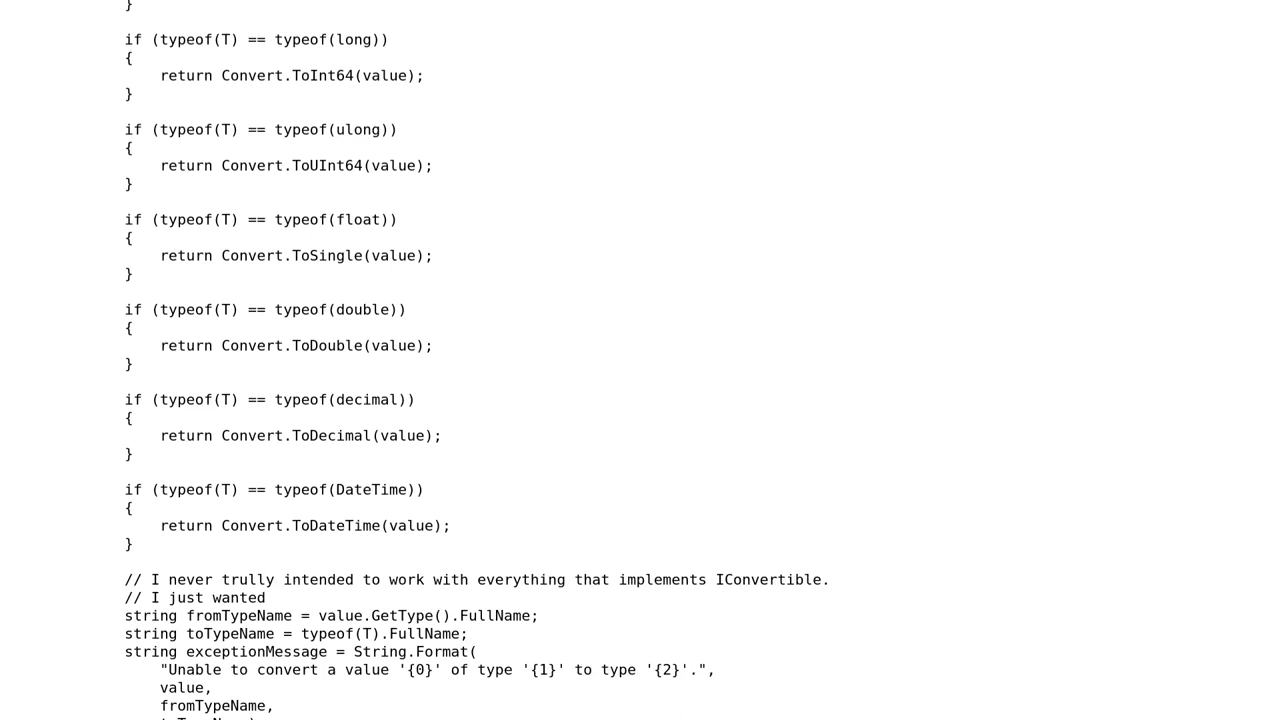 }
if (typeof(T) == typeof(long))
{
    return Convert.ToInt64(value);
}
if (typeof(T) == typeof(ulong))
{
    return Convert.ToUInt64(value);
}
if (typeof(T) == typeof(float))
{
    return Convert.ToSingle(value);
}
if (typeof(T) == typeof(double))
{
    return Convert.ToDouble(value);
}
if (typeof(T) == typeof(decimal))
{
    return Convert.ToDecimal(value);
}
if (typeof(T) == typeof(DateTime))
{
    return Convert.ToDateTime(value);
}
// I never trully intended to work with everything that implements IConvertible.
// I just wanted
string fromTypeName = value.GetType().FullName;
string toTypeName = typeof(T).FullName;
string exceptionMessage = String.Format(
    "Unable to convert a value '{0}' of type '{1}' to type '{2}'.",
    value,
    fromTypeName,